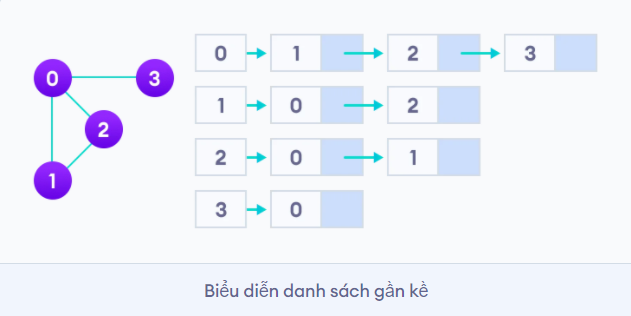 0 3
2
1
0 1 2 3
1 0 2
2 0 1
3 0
Biểu diễn danh sách gần kề